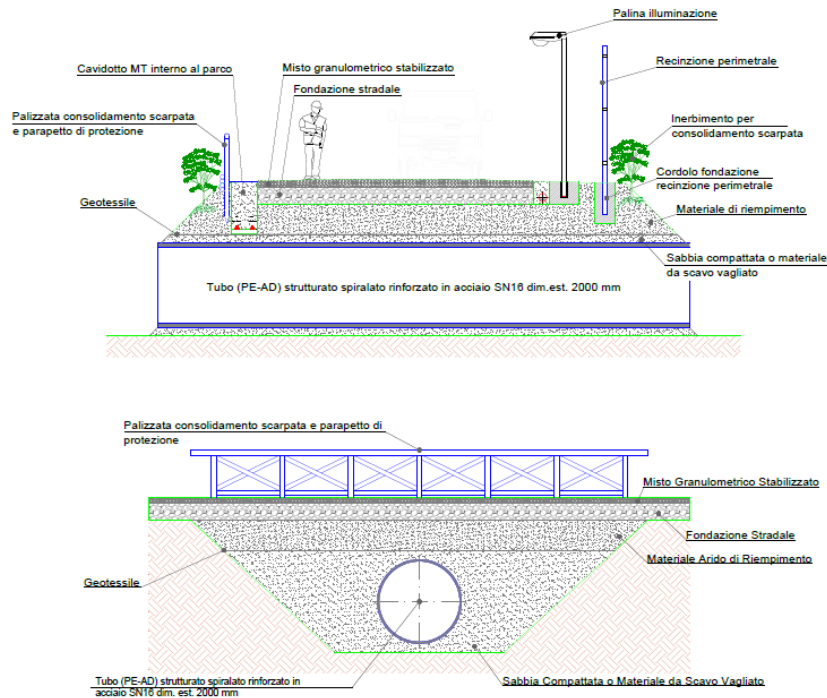 Palina illuminazione
Cavidotto MT interno al parco
Misto granulometrico stabilizzato
Recinzione perimetrale
Fondazione stradale
Palizzata consolidamento scarpata
e parapetto di protezione
Inerbimento per
consolidamento scarpata
Cordolo fondazione
recinzione perimetrale
Geotessile
Materiale di riempimento
Sabbia compattata o materiale
da scavo vagliato
Tubo (PE-AD) strutturato spiralato rinforzato in acciaio SN16 dim.est. 2000 mm
Palizzata consolidamento scarpata e parapetto di
protezione
Misto Granulometrico Stabilizzato
Fondazione Stradale
Materiale Arido di Riempimento
Geotessile
Tubo (PE-AD) strutturato spiralato rinforzato in
acciaio SN16 dim. est. 2000 mm
Sabbia Compattata o Materiale da Scavo Vagliato